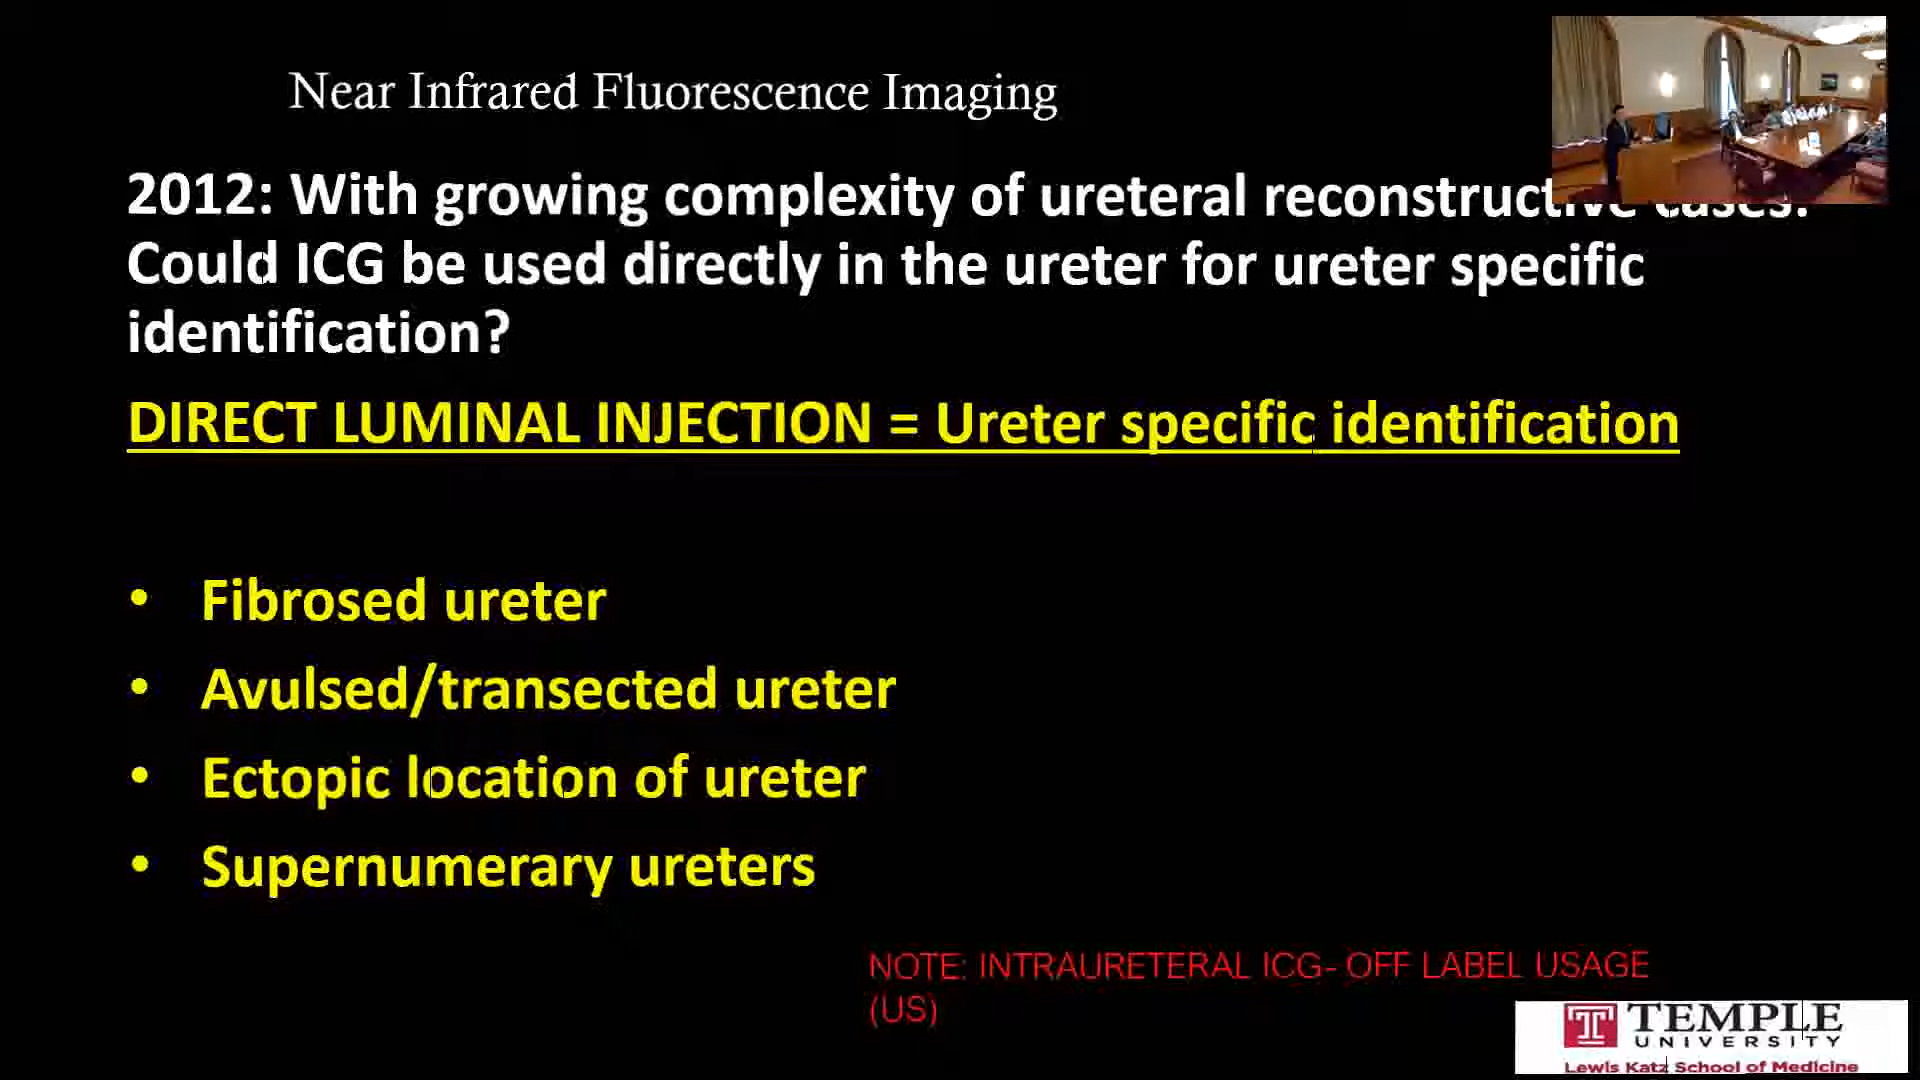 Near Infrared Fluorescence Imaging
2012: With growing complexity of ureteral reconstructive cases:
Could ICG be used directly in the ureter for ureter specific
identification?
DIRECT LUMINAL INJECTION = Ureter specific identification
• Fibrosed ureter
• Avulsed/transected ureter
• Ectopic location of ureter
• Supernumerary ureters
NOTE: INTRAURETERAL ICG- OFF LABEL USAGE
(US)
TEMPLE
UNIVERSITY
Lewis Katz School of Medicine